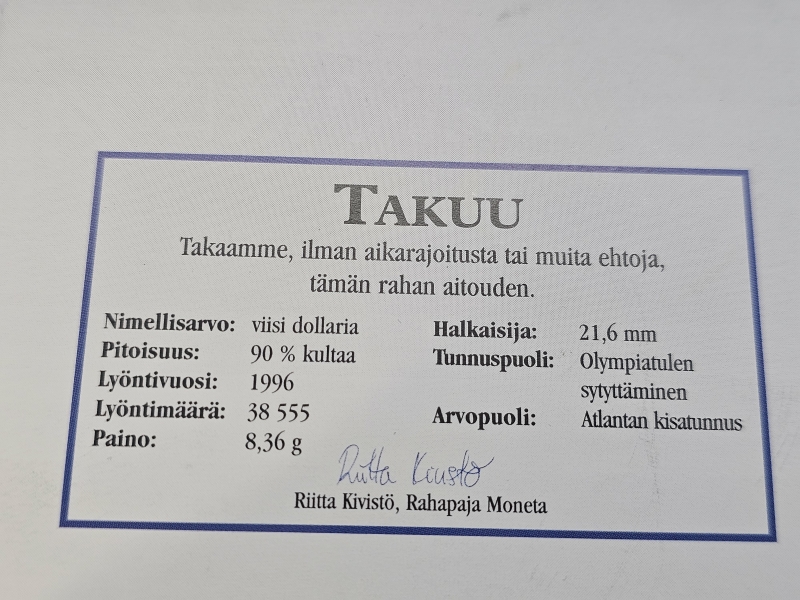 TAKUU
Takaamme, ilman aikarajoitusta tai muita ehtoja,
tämän rahan aitouden.
Nimellisarvo: viisi dollaria
Pitoisuus: 90 % kultaa
Lyöntivuosi: 1996
Lyöntimäärä: 38 555
Paino: 8,36 g
Halkaisija: 21,6 mm
Tunnuspuoli: Olympiatulen
sytyttäminen
Arvopuoli: Atlantan kisatunnus
Riitta Kivistö
Riitta Kivistö, Rahapaja Moneta